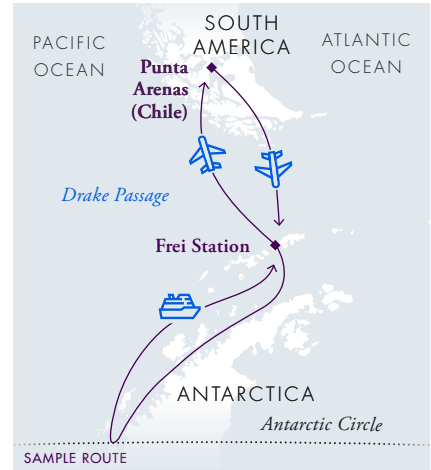 SOUTH
AMERICA
PACIFIC
OCEAN
ATLANTIC
OCEAN
Punta
Arenas
(Chile)
Drake Passage
Frei Station
ANTARCTICA
Antarctic Circle
SAMPLE ROUTE